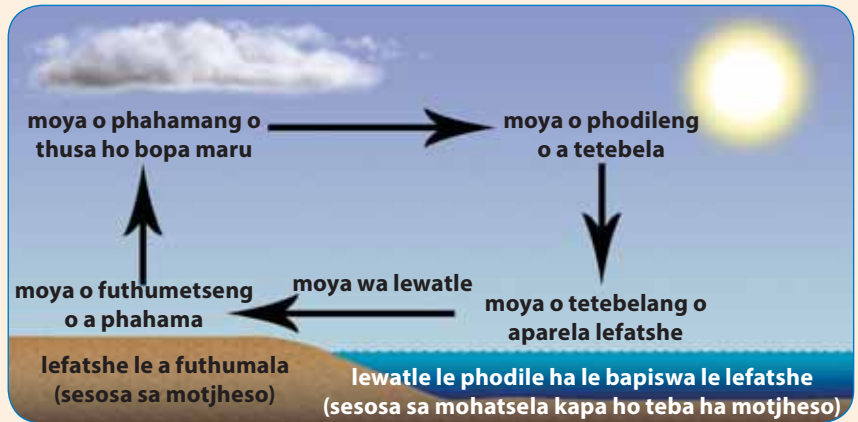 moya o phahamang o
thusa ho bopa maru
moya o phodileng
o a tetebela
moya o futhumetseng
o a phahama
moya wa lewatle
moya o tetebelang o
aparela lefatshe
lefatshe le a futhumala
(sesosa sa motjheso)
lewatle le phodile ha le bapiswa le lefatshe
(sesosa sa mohatsela kapa ho teba ha motjheso)